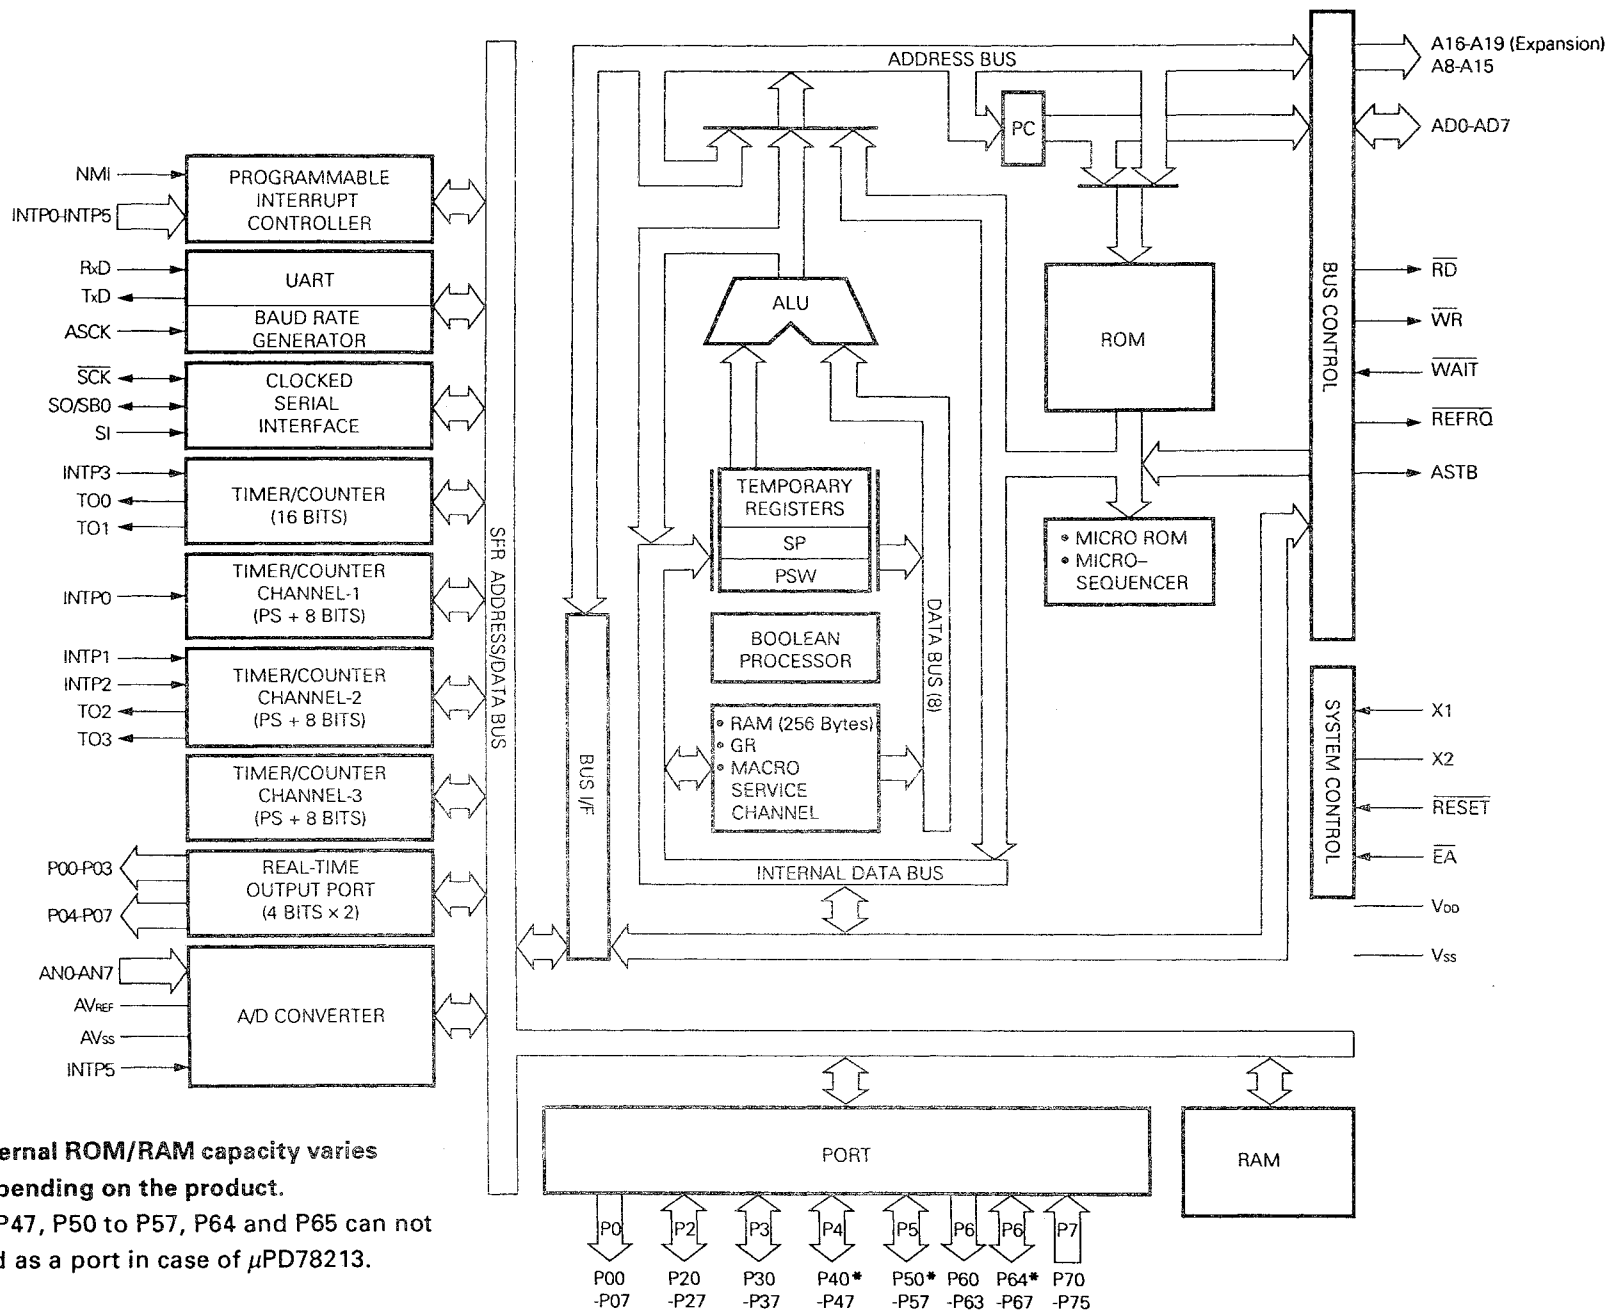 ADDRESS BUS
A16-A19 (Expansion)
A8-A15
PC
AD0-AD7
NMI
INTP0-INTP5
PROGRAMMABLE
INTERRUPT
CONTROLLER
RxD
TxD
ASCK
UART
BAUD RATE
GENERATOR
SCK
SO/SB0
SI
CLOCKED
SERIAL
INTERFACE
INTP3
TO0
TO1
TIMER/COUNTER
(16 BITS)
INTP0
TIMER/COUNTER
CHANNEL-1
(PS + 8 BITS)
INTP1
INTP2
TO2
TO3
TIMER/COUNTER
CHANNEL-2
(PS + 8 BITS)
TIMER/COUNTER
CHANNEL-3
(PS + 8 BITS)
P00-P03
P04-P07
REAL-TIME
OUTPUT PORT
(4 BITS × 2)
AN0-AN7
AVREF
AVSS
INTP5
A/D CONVERTER
SFR ADDRESS/DATA BUS
BUS I/F
ALU
TEMPORARY
REGISTERS
SP
PSW
BOOLEAN
PROCESSOR
• RAM (256 Bytes)
• GR
• MACRO
SERVICE
CHANNEL
DATA BUS (8)
INTERNAL DATA BUS
ROM
• MICRO ROM
• MICRO–
SEQUENCER
BUS CONTROL
RD
WR
WAIT
REFRQ
ASTB
SYSTEM CONTROL
X1
X2
RESET
EA
VDD
VSS
PORT
RAM
P0
P2
P3
P4
P5
P6
P6
P7
P00
-P07
P20
-P27
P30
-P37
P40*
-P47
P50*
-P57
P60
-P63
P64*
-P67
P70
-P75
ernal ROM/RAM capacity varies
pending on the product.
P47, P50 to P57, P64 and P65 can not
d as a port in case of μPD78213.